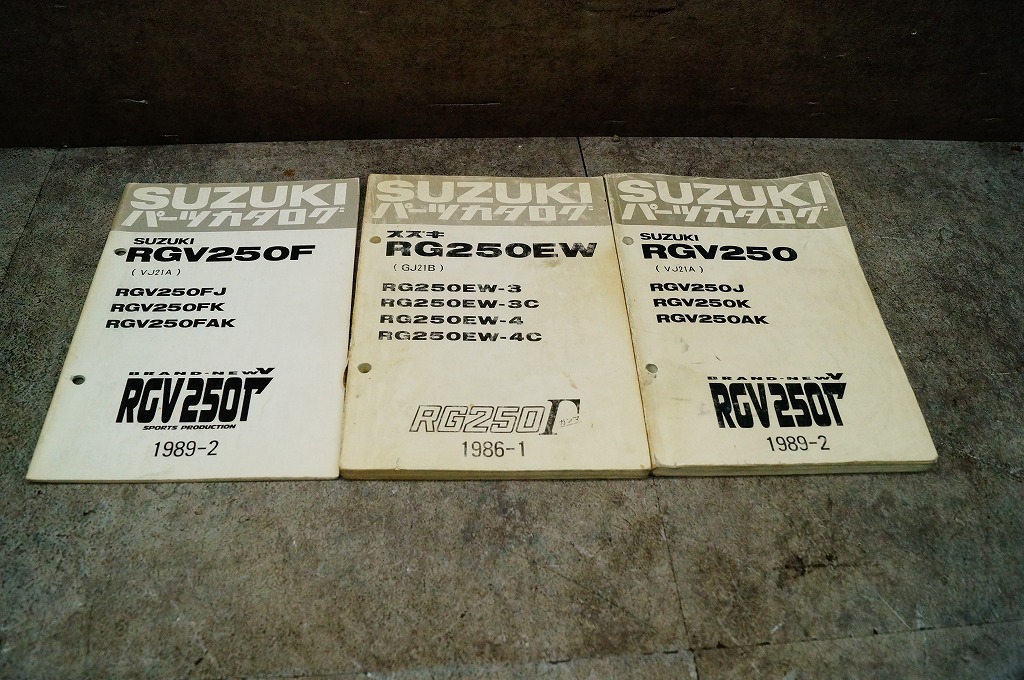 SUZUKI
パーツカタログ
SUZUKI
RGV250F
(VJ21A)
RGV250FJ
RGV250FK
RGV250FAK
BRAND-NEW V
RGV250Γ
SPORTS PRODUCTION
1989-2
SUZUKI
パーツカタログ
スズキ
RG250EW
(GJ21B)
RG250EW-3
RG250EW-3C
RG250EW-4
RG250EW-4C
RG250Γ
ガンマ
1986-1
SUZUKI
パーツカタログ
SUZUKI
RGV250
(VJ21A)
RGV250J
RGV250K
RGV250AK
BRAND-NEW V
RGV250Γ
1989-2